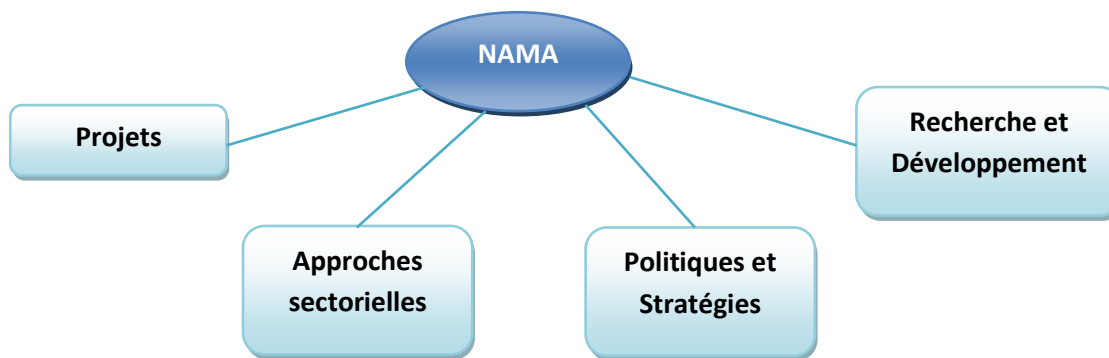 NAMA
Projets
Recherche et
Développement
Approches
sectorielles
Politiques et
Stratégies